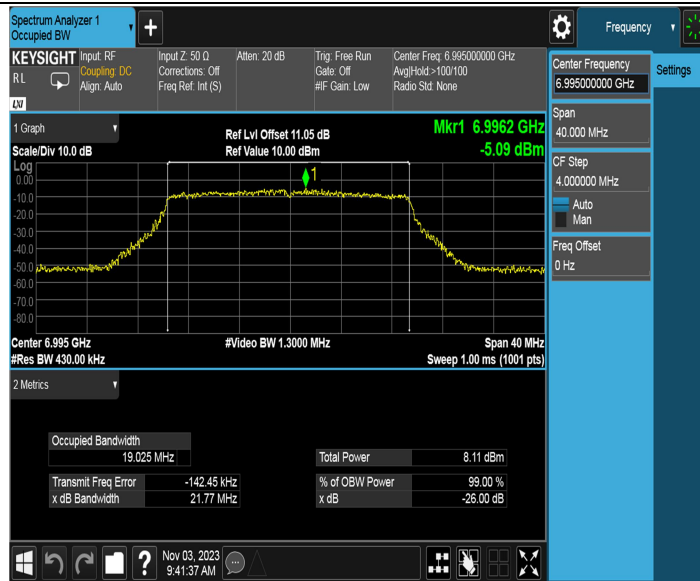 Spectrum Analyzer 1
Occupied BW
Frequency
KEYSIGHT
RL
LXI
Input: RF
Coupling: DC
Align: Auto
Input Z: 50 Ω
Corrections: Off
Freq Ref: Int (S)
Atten: 20 dB
Trig: Free Run
Gate: Off
#IF Gain: Low
Center Freq: 6.995000000 GHz
Avg|Hold:>100/100
Radio Std: None
Center Frequency
6.995000000 GHz
Settings
Span
40.000 MHz
CF Step
4.000000 MHz
Auto
Man
Freq Offset
0 Hz
1 Graph
Scale/Div 10.0 dB
Ref Lvl Offset 11.05 dB
Ref Value 10.00 dBm
Mkr1 6.9962 GHz
-5.09 dBm
Log
0.00
-10.0
-20.0
-30.0
-40.0
-50.0
-60.0
-70.0
-80.0
1
Center 6.995 GHz
#Res BW 430.00 kHz
#Video BW 1.3000 MHz
Span 40 MHz
Sweep 1.00 ms (1001 pts)
2 Metrics
Occupied Bandwidth
19.025 MHz
Total Power 8.11 dBm
Transmit Freq Error -142.45 kHz
% of OBW Power 99.00 %
x dB Bandwidth 21.77 MHz
x dB -26.00 dB
?
Nov 03, 2023
9:41:37 AM